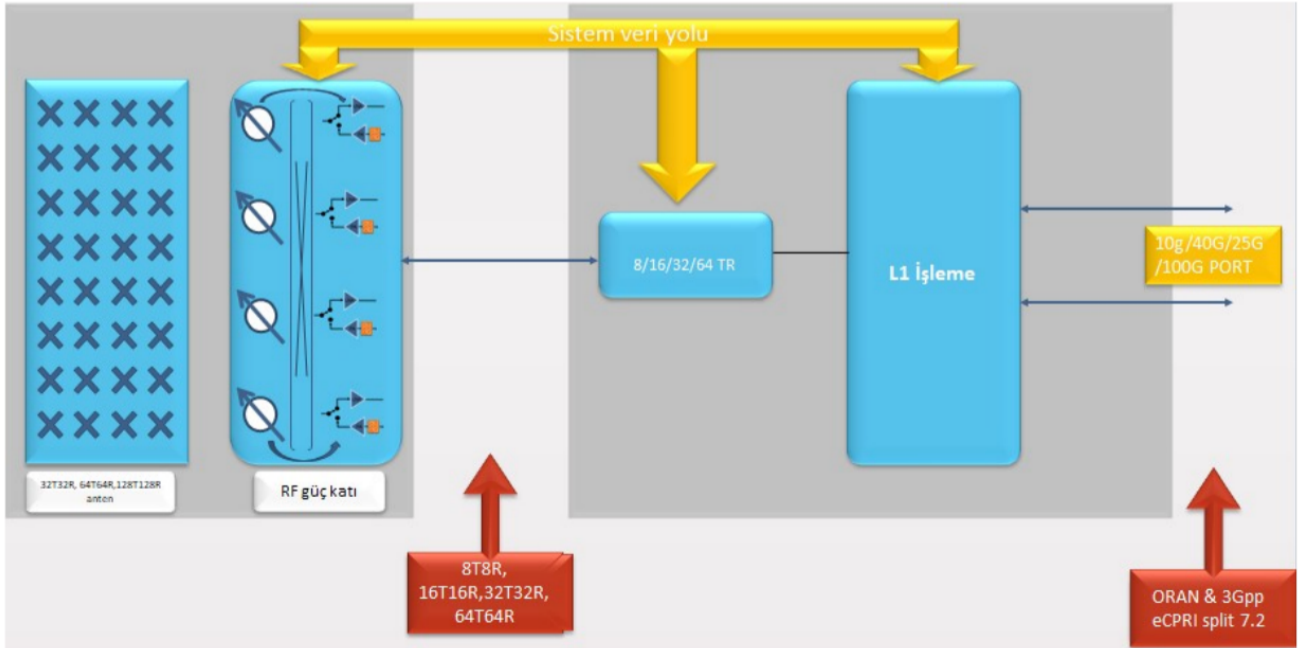 Sistem veri yolu
8/16/32/64 TR
L1 İşleme
10g/40G/25G
/100G PORT
32T32R, 64T64R,128T128R
anten
RF güç katı
8T8R,
16T16R,32T32R,
64T64R
ORAN & 3Gpp
eCPRI split 7.2